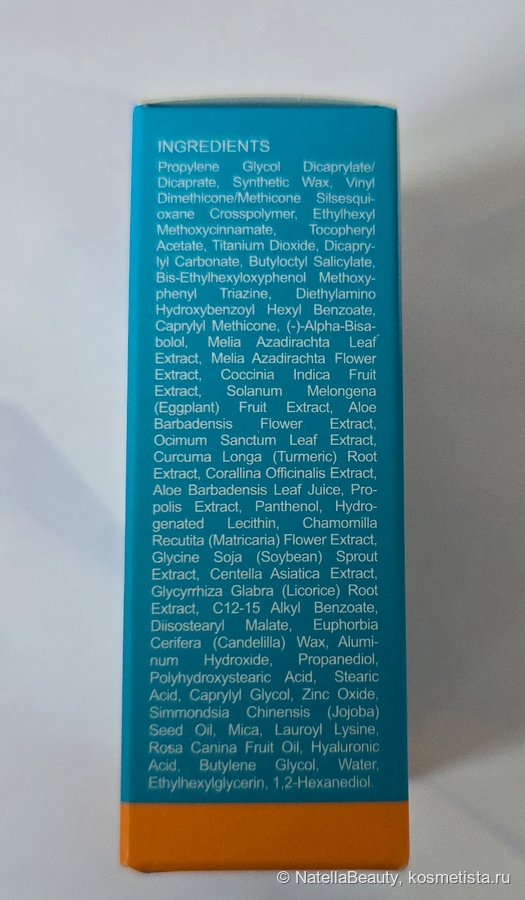 INGREDIENTS
Propylene Glycol Dicaprylate/
Dicaprate, Synthetic Wax, Vinyl
Dimethicone/Methicone Silsesqui-
oxane Crosspolymer, Ethylhexyl
Methoxycinnamate, Tocopheryl
Acetate, Titanium Dioxide, Dicapry-
lyl Carbonate, Butyloctyl Salicylate,
Bis-Ethylhexyloxyphenol Methoxy-
phenyl Triazine, Diethylamino
Hydroxybenzoyl Hexyl Benzoate,
Caprylyl Methicone, (-)-Alpha-Bisa-
bolol, Melia Azadirachta Leaf
Extract, Melia Azadirachta Flower
Extract, Coccinia Indica Fruit
Extract, Solanum Melongena
(Eggplant) Fruit Extract, Aloe
Barbadensis Flower Extract,
Ocimum Sanctum Leaf Extract,
Curcuma Longa (Turmeric) Root
Extract, Corallina Officinalis Extract,
Aloe Barbadensis Leaf Juice, Pro-
polis Extract, Panthenol, Hydro-
genated Lecithin, Chamomilla
Recutita (Matricaria) Flower Extract,
Glycine Soja (Soybean) Sprout
Extract, Centella Asiatica Extract,
Glycyrrhiza Glabra (Licorice) Root
Extract, C12-15 Alkyl Benzoate,
Diisostearyl Malate, Euphorbia
Cerifera (Candelilla) Wax, Alumi-
num Hydroxide, Propanediol,
Polyhydroxystearic Acid, Stearic
Acid, Caprylyl Glycol, Zinc Oxide,
Simmondsia Chinensis (Jojoba)
Seed Oil, Mica, Lauroyl Lysine,
Rosa Canina Fruit Oil, Hyaluronic
Acid, Butylene Glycol, Water,
Ethylhexylglycerin, 1,2-Hexanediol.
© NatellaBeauty, kosmetista.ru